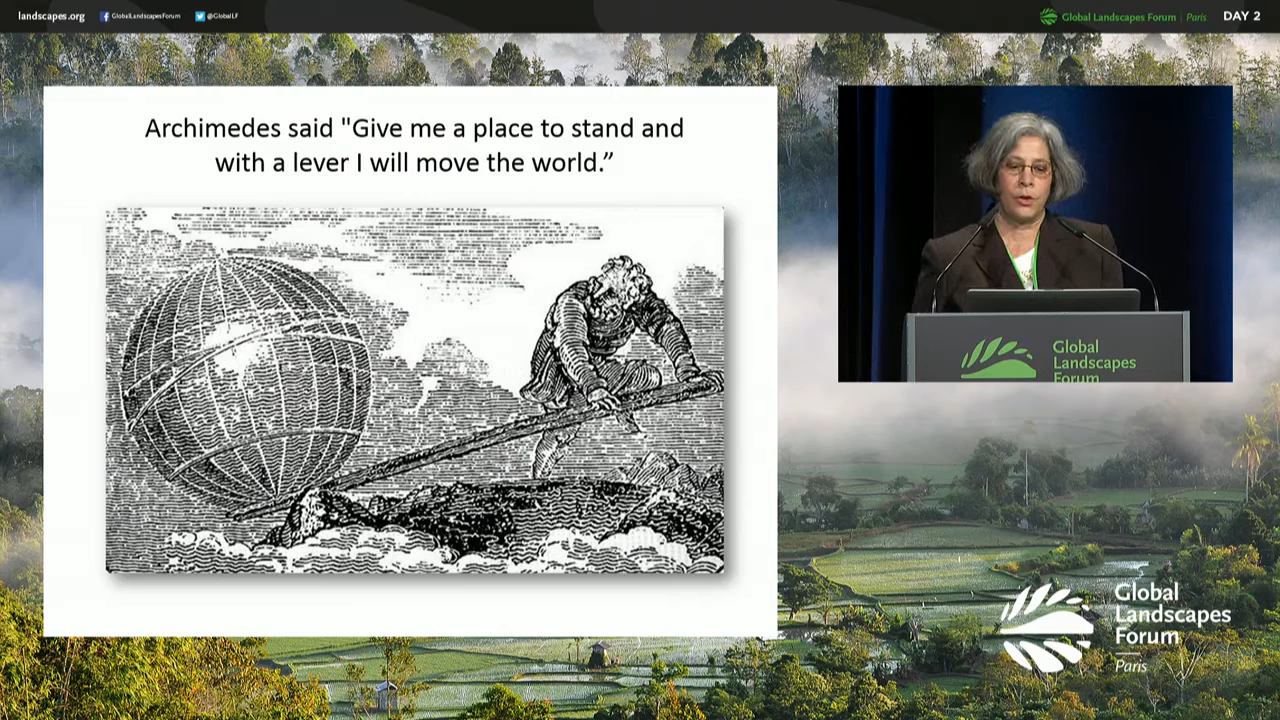 landscapes.org GlobalLandscapesForum @GlobalLF Global Landscapes Forum | Paris DAY 2
Archimedes said "Give me a place to stand and
with a lever I will move the world.”
Global
Landscapes
Forum
Global
Landscapes
Forum
Paris